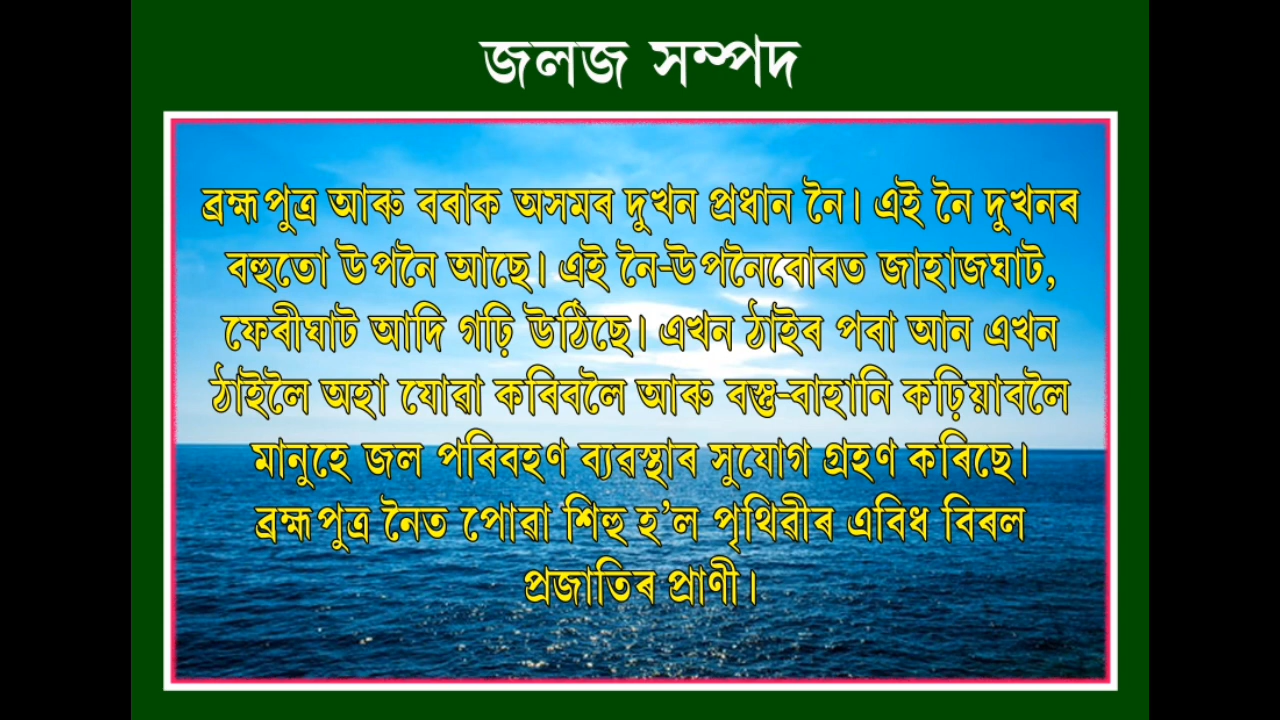 জলজ সম্পদ
ব্ৰহ্মপুত্ৰ আৰু বৰাক অসমৰ দুখন প্ৰধান নৈ। এই নৈ দুখনৰ
বহুতো উপনৈ আছে। এই নৈ-উপনৈবোৰত জাহাজঘাট,
ফেৰীঘাট আদি গঢ়ি উঠিছে। এখন ঠাইৰ পৰা আন এখন
ঠাইলৈ অহা যোৱা কৰিবলৈ আৰু বস্তু-বাহানি কঢ়িয়াবলৈ
মানুহে জল পৰিবহণ ব্যৱস্থাৰ সুযোগ গ্ৰহণ কৰিছে।
ব্ৰহ্মপুত্ৰ নৈত পোৱা শিহু হ’ল পৃথিৱীৰ এবিধ বিৰল
প্ৰজাতিৰ প্ৰাণী।